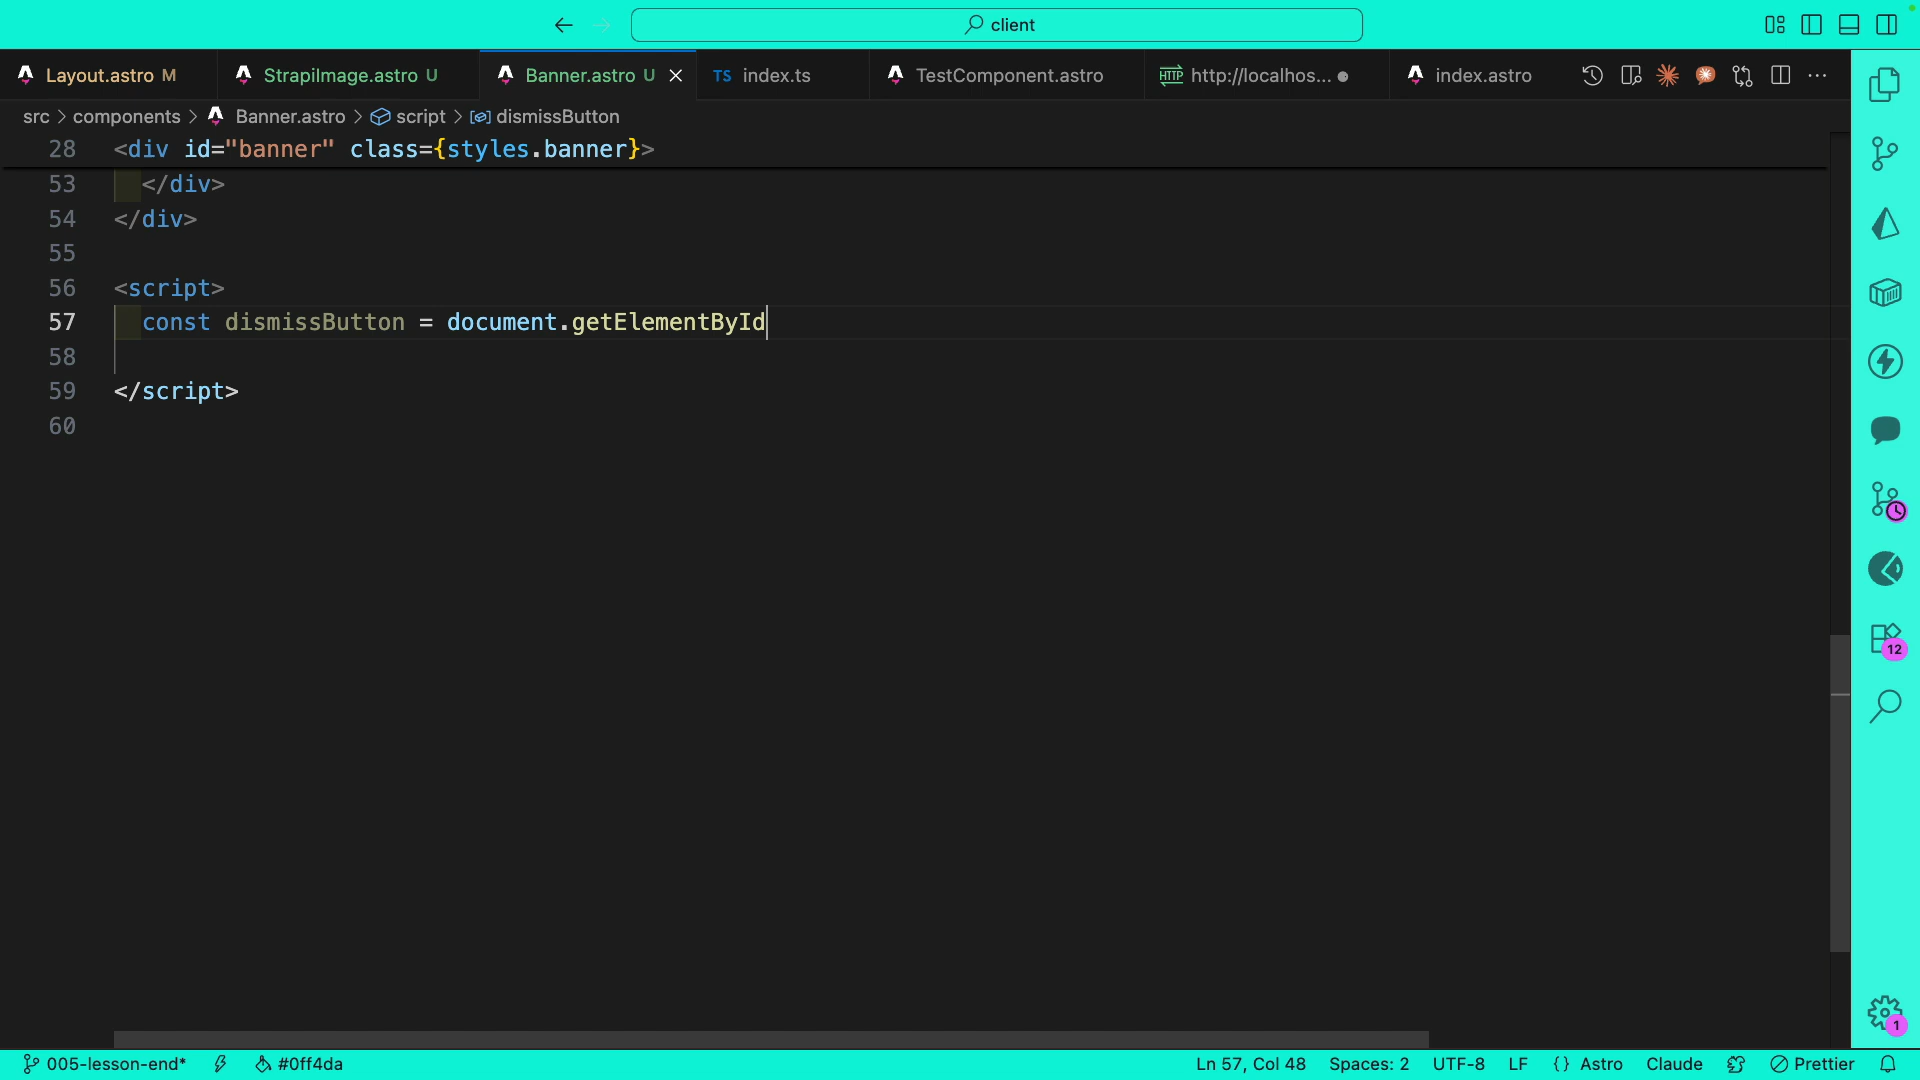 client
Layout.astro M
StrapiImage.astro U
Banner.astro U
TS index.ts
TestComponent.astro
HTTP http://localhos...
index.astro
src > components > Banner.astro > script > dismissButton
28 <div id="banner" class={styles.banner}>
53 </div>
54 </div>
55
56 <script>
57 const dismissButton = document.getElementById
58
59 </script>
60
12
1
005-lesson-end*
#0ff4da
Ln 57, Col 48
Spaces: 2
UTF-8
LF
{} Astro
Claude
Prettier